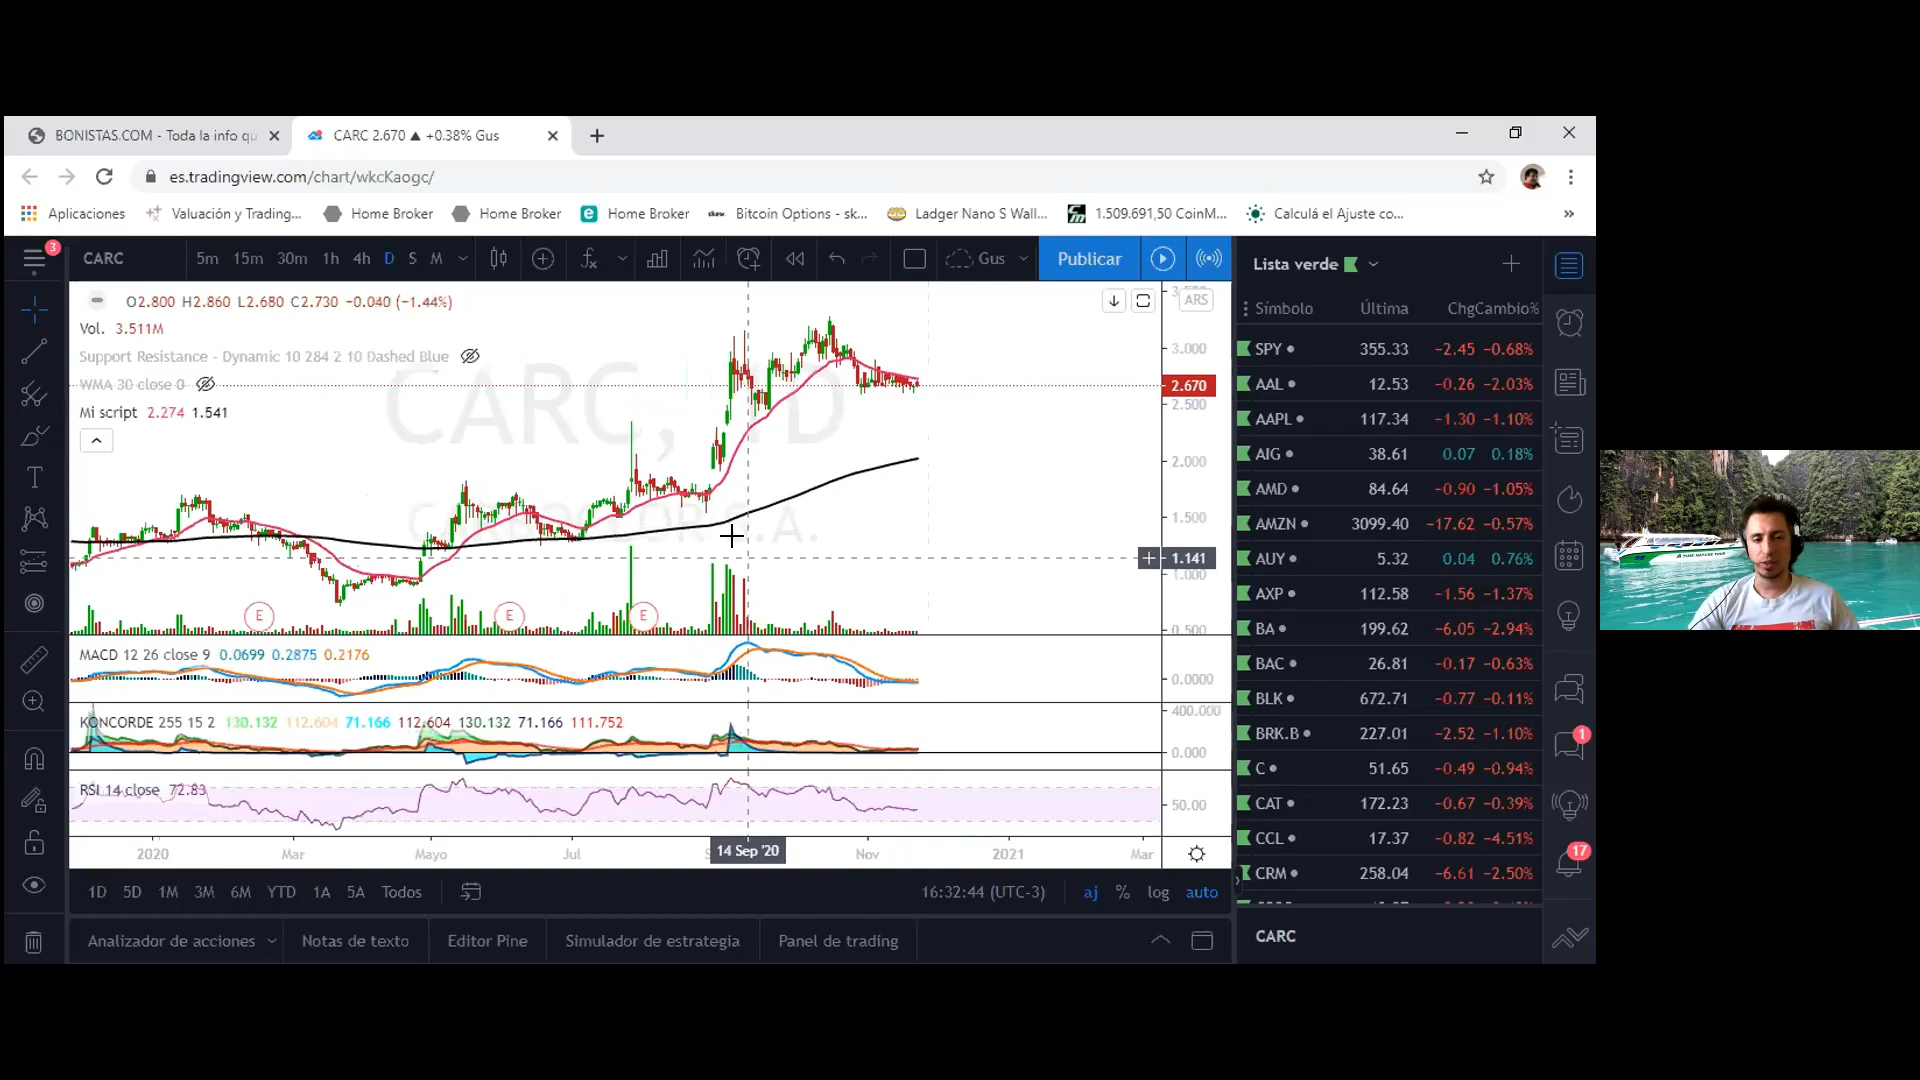 BONISTAS.COM - Toda la info qu
CARC 2.670 ▲ +0.38% Gus
es.tradingview.com/chart/wkcKaogc/
Aplicaciones
Valuación y Trading...
Home Broker
Home Broker
Home Broker
skew Bitcoin Options - sk...
Ladger Nano S Wall...
1.509.691,50 CoinM...
Calculá el Ajuste co...
»
3
CARC 5m 15m 30m 1h 4h D S M
Gus
Publicar
O2.800 H2.860 L2.680 C2.730 −0.040 (−1.44%)
Vol. 3.511M
Support Resistance - Dynamic 10 284 2 10 Dashed Blue
WMA 30 close 0
Mi script 2.274 1.541
CARC, 1D
ARS
3.000
2.670
2.500
2.000
1.500
1.141
1.000
0.500
E E E
MACD 12 26 close 9 0.0699 0.2875 0.2176
0.0000
KONCORDE 255 15 2 130.132 112.604 71.166 112.604 130.132 71.166 111.752
400.000
0.000
RSI 14 close 72.83
50.00
2020 Mar Mayo Jul 14 Sep '20 Nov 2021 Mar
1D 5D 1M 3M 6M YTD 1A 5A Todos
16:32:44 (UTC-3) aj % log auto
Analizador de acciones
Notas de texto
Editor Pine
Simulador de estrategia
Panel de trading
Lista verde
Símbolo Última Chg Cambio%
SPY 355.33 −2.45 −0.68%
AAL 12.53 −0.26 −2.03%
AAPL 117.34 −1.30 −1.10%
AIG 38.61 0.07 0.18%
AMD 84.64 −0.90 −1.05%
AMZN 3099.40 −17.62 −0.57%
AUY 5.32 0.04 0.76%
AXP 112.58 −1.56 −1.37%
BA 199.62 −6.05 −2.94%
BAC 26.81 −0.17 −0.63%
BLK 672.71 −0.77 −0.11%
BRK.B 227.01 −2.52 −1.10%
C 51.65 −0.49 −0.94%
CAT 172.23 −0.67 −0.39%
CCL 17.37 −0.82 −4.51%
CRM 258.04 −6.61 −2.50%
CARC
1
17